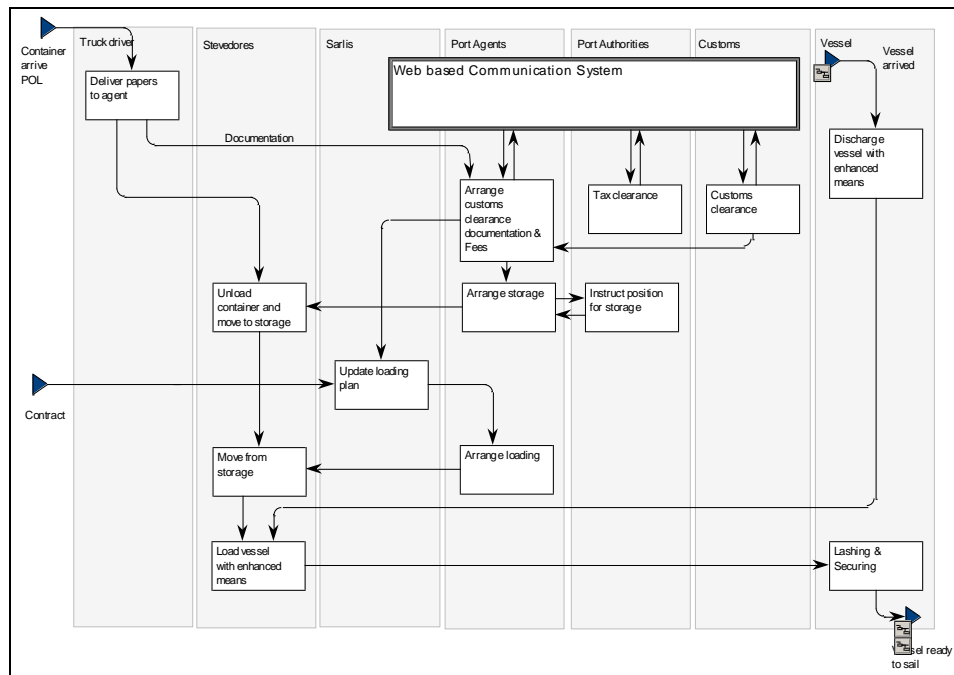 Container
arrive
POL
Truck driver
Stevedores
Sarlis
Port Agents
Port Authorities
Customs
Vessel
Vessel
arrived
Web based Communication System
Deliver papers
to agent
Documentation
Discharge
vessel with
enhanced
means
Arrange
customs
clearance
documentation &
Fees
Tax clearance
Customs
clearance
Unload
container and
move to storage
Arrange storage
Instruct position
for storage
Update loading
plan
Contract
Move from
storage
Arrange loading
Load vessel
with enhanced
means
Lashing &
Securing
ready
to sail